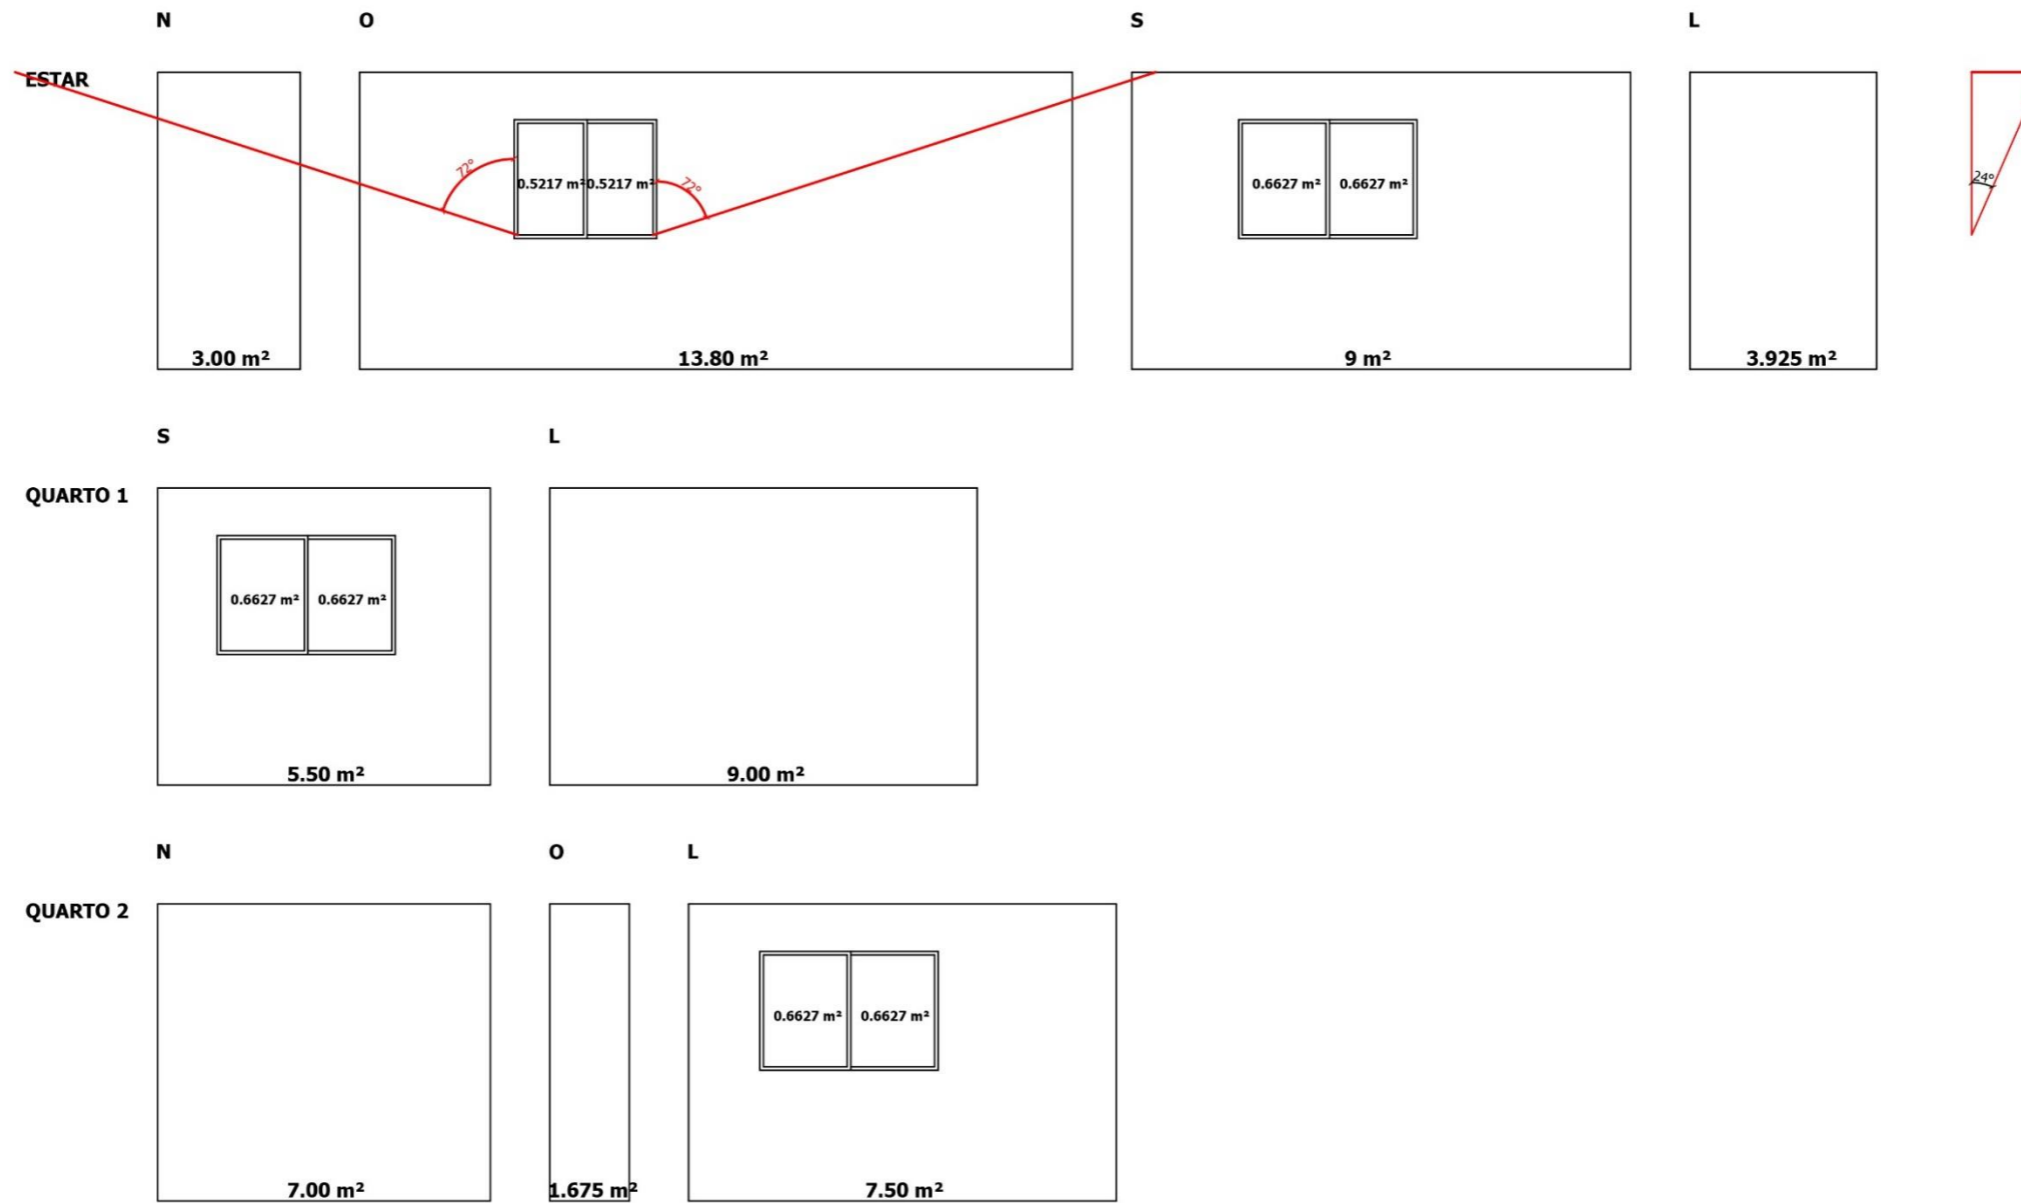 N O S L
ESTAR
72° 72°
0.5217 m² 0.5217 m² 0.6627 m² 0.6627 m² 24°
3.00 m² 13.80 m² 9 m² 3.925 m²
S L
QUARTO 1
0.6627 m² 0.6627 m²
5.50 m² 9.00 m²
N O L
QUARTO 2
0.6627 m² 0.6627 m²
7.00 m² 1.675 m² 7.50 m²